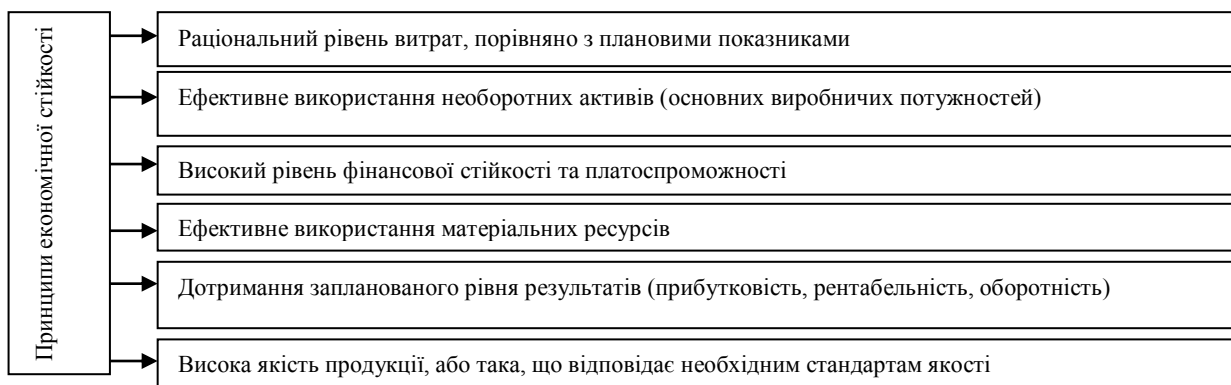 Принципи економічної стійкості
Раціональний рівень витрат, порівняно з плановими показниками
Ефективне використання необоротних активів (основних виробничих потужностей)
Високий рівень фінансової стійкості та платоспроможності
Ефективне використання матеріальних ресурсів
Дотримання запланованого рівня результатів (прибутковість, рентабельність, оборотність)
Висока якість продукції, або така, що відповідає необхідним стандартам якості